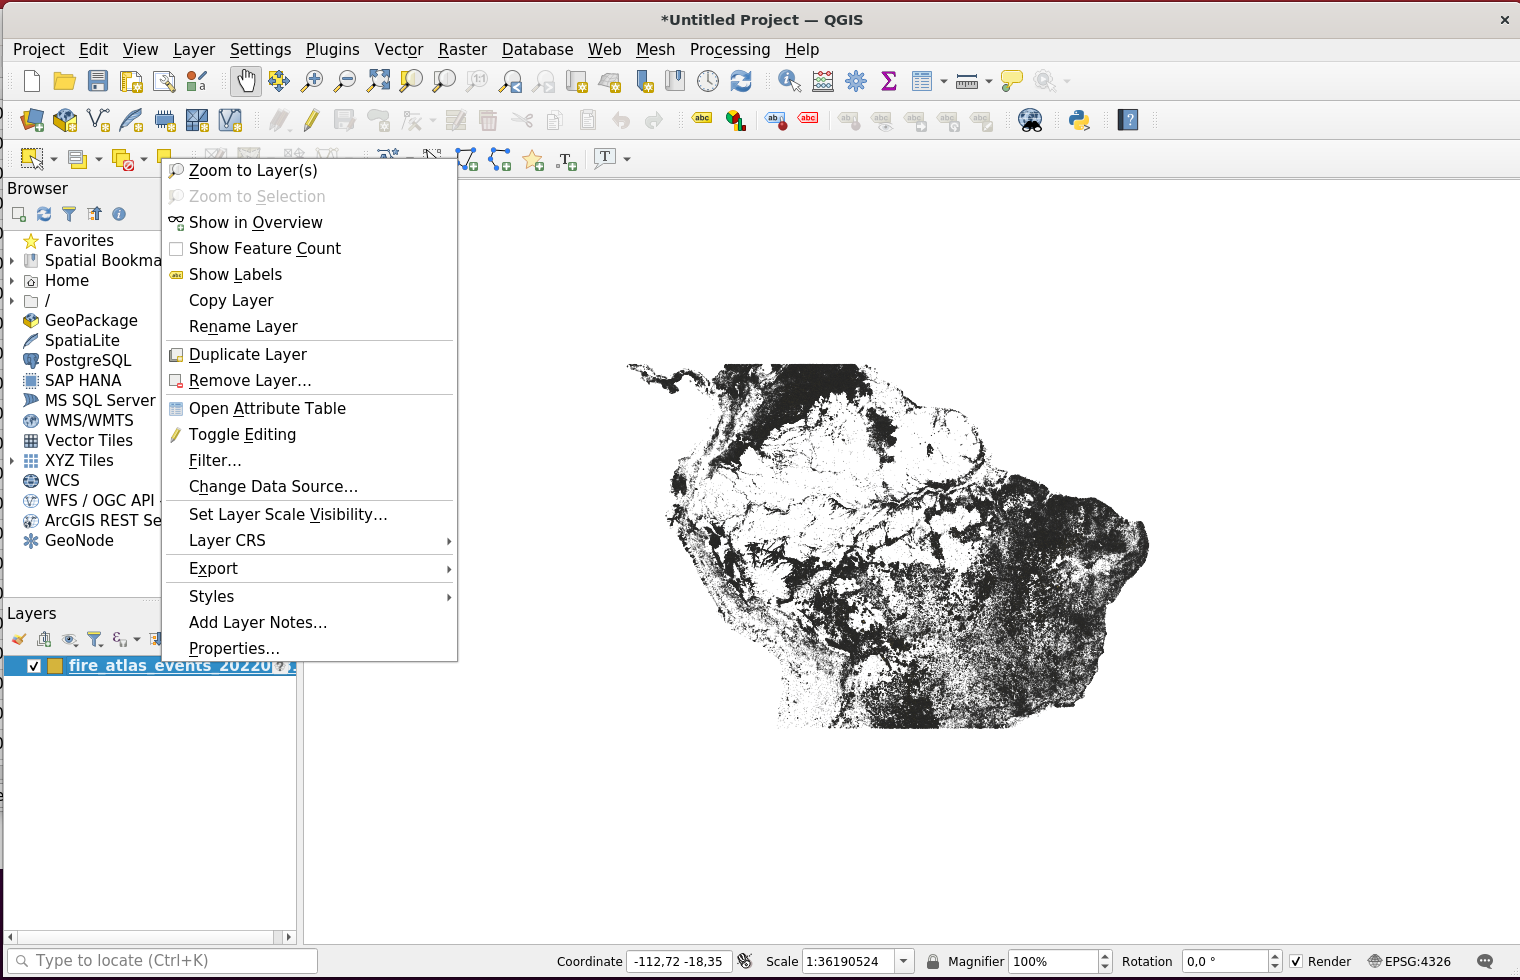 *Untitled Project — QGIS
Project Edit View Layer Settings Plugins Vector Raster Database Web Mesh Processing Help
Browser
Favorites
Spatial Bookma
Home
/
GeoPackage
SpatiaLite
PostgreSQL
SAP HANA
MS SQL Server
WMS/WMTS
Vector Tiles
XYZ Tiles
WCS
WFS / OGC API
ArcGIS REST Se
GeoNode
Zoom to Layer(s)
Zoom to Selection
Show in Overview
Show Feature Count
Show Labels
Copy Layer
Rename Layer
Duplicate Layer
Remove Layer…
Open Attribute Table
Toggle Editing
Filter…
Change Data Source…
Set Layer Scale Visibility…
Layer CRS
Export
Styles
Add Layer Notes…
Properties…
Layers
fire_atlas_events_20220
Type to locate (Ctrl+K)
Coordinate -112,72 -18,35 Scale 1:36190524 Magnifier 100% Rotation 0,0 ° Render EPSG:4326